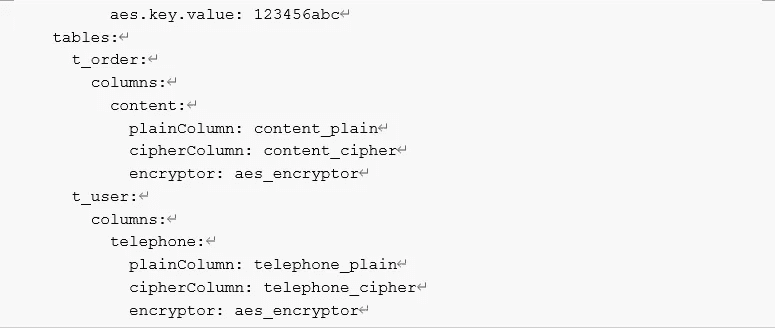 aes.key.value: 123456abc↵
tables:↵
t_order:↵
columns:↵
content:↵
plainColumn: content_plain↵
cipherColumn: content_cipher↵
encryptor: aes_encryptor↵
t_user:↵
columns:↵
telephone:↵
plainColumn: telephone_plain↵
cipherColumn: telephone_cipher↵
encryptor: aes_encryptor↵